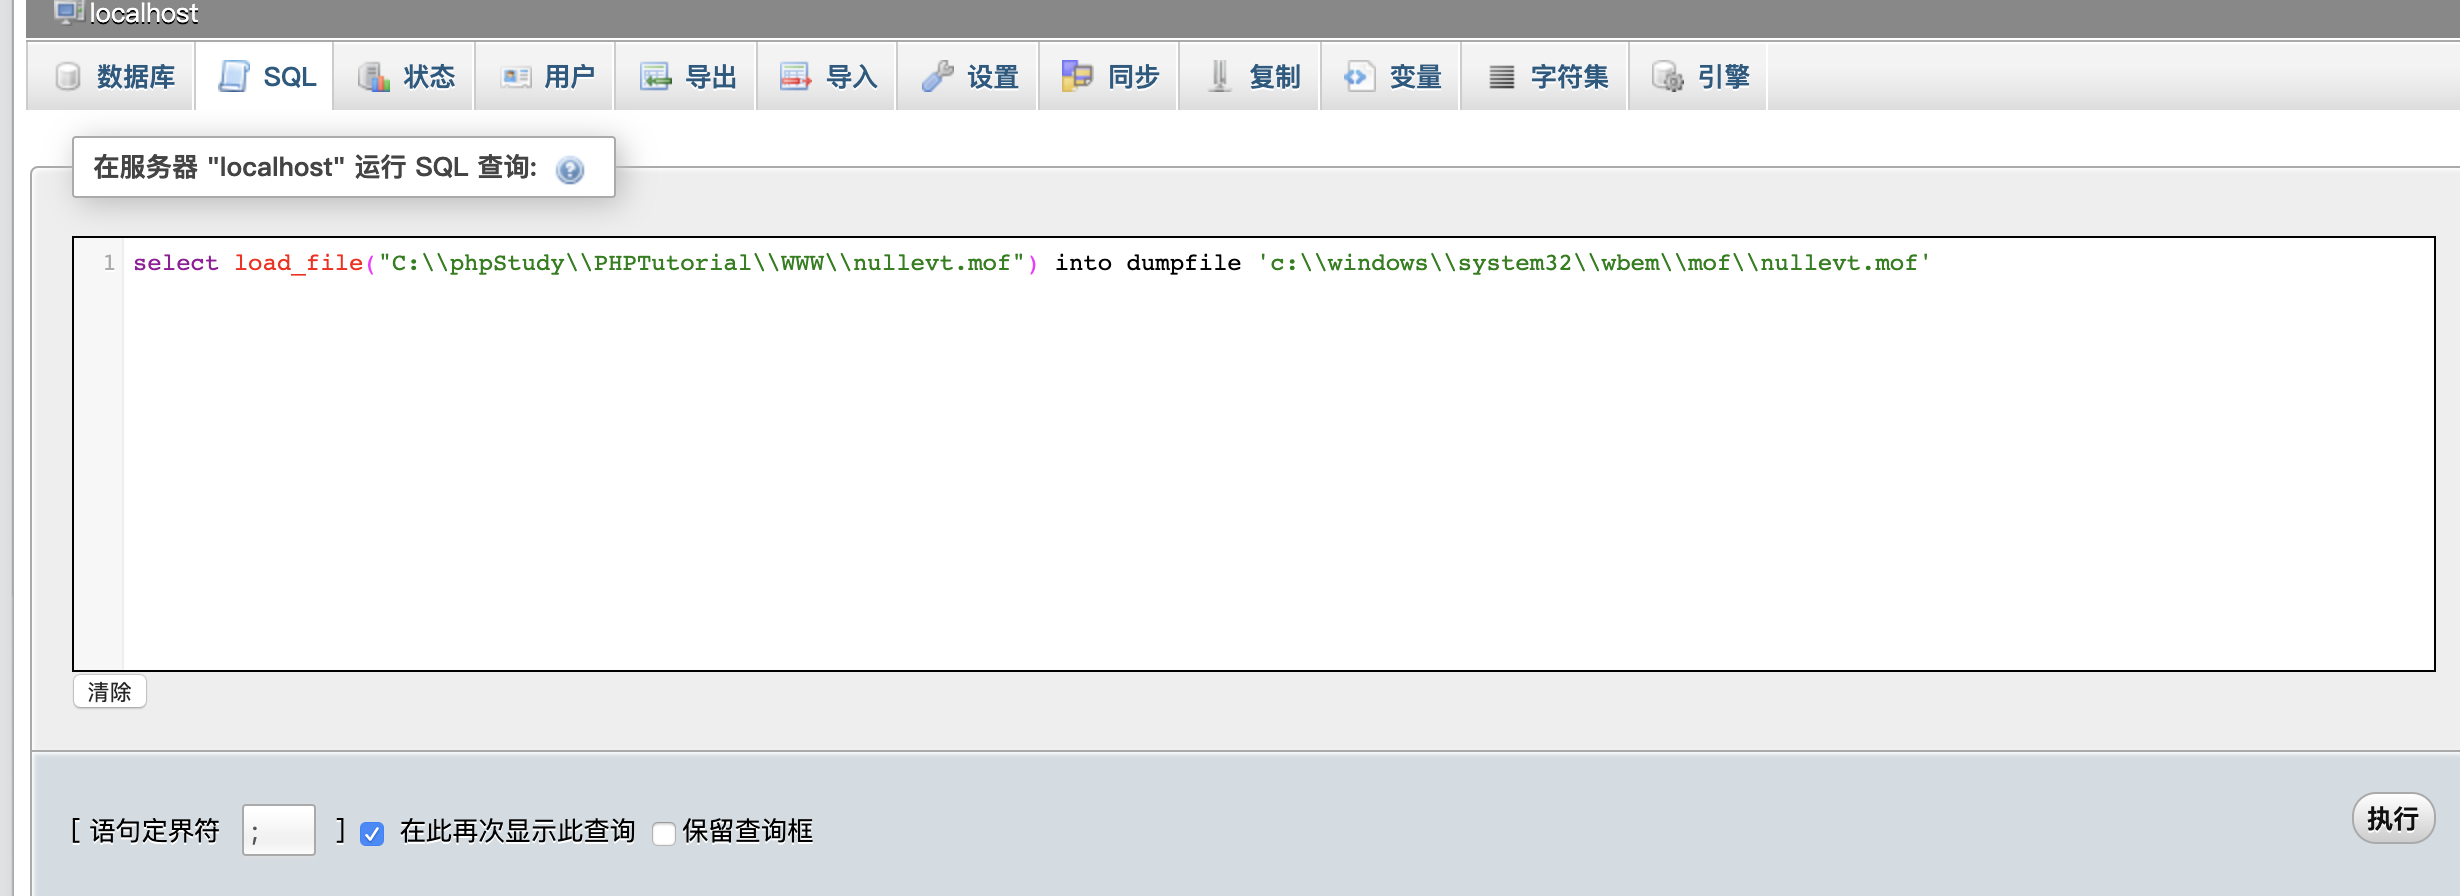 localhost
数据库 SQL 状态 用户 导出 导入 设置 同步 复制 变量 字符集 引擎
在服务器 "localhost" 运行 SQL 查询:
1 select load_file("C:\\phpStudy\\PHPTutorial\\WWW\\nullevt.mof") into dumpfile 'c:\\windows\\system32\\wbem\\mof\\nullevt.mof'
清除
[ 语句定界符 ; ] 在此再次显示此查询 保留查询框 执行